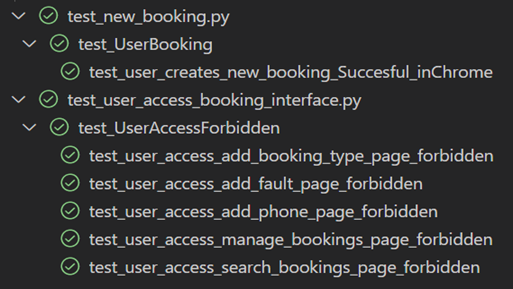 test_new_booking.py
test_UserBooking
test_user_creates_new_booking_Succesful_inChrome
test_user_access_booking_interface.py
test_UserAccessForbidden
test_user_access_add_booking_type_page_forbidden
test_user_access_add_fault_page_forbidden
test_user_access_add_phone_page_forbidden
test_user_access_manage_bookings_page_forbidden
test_user_access_search_bookings_page_forbidden